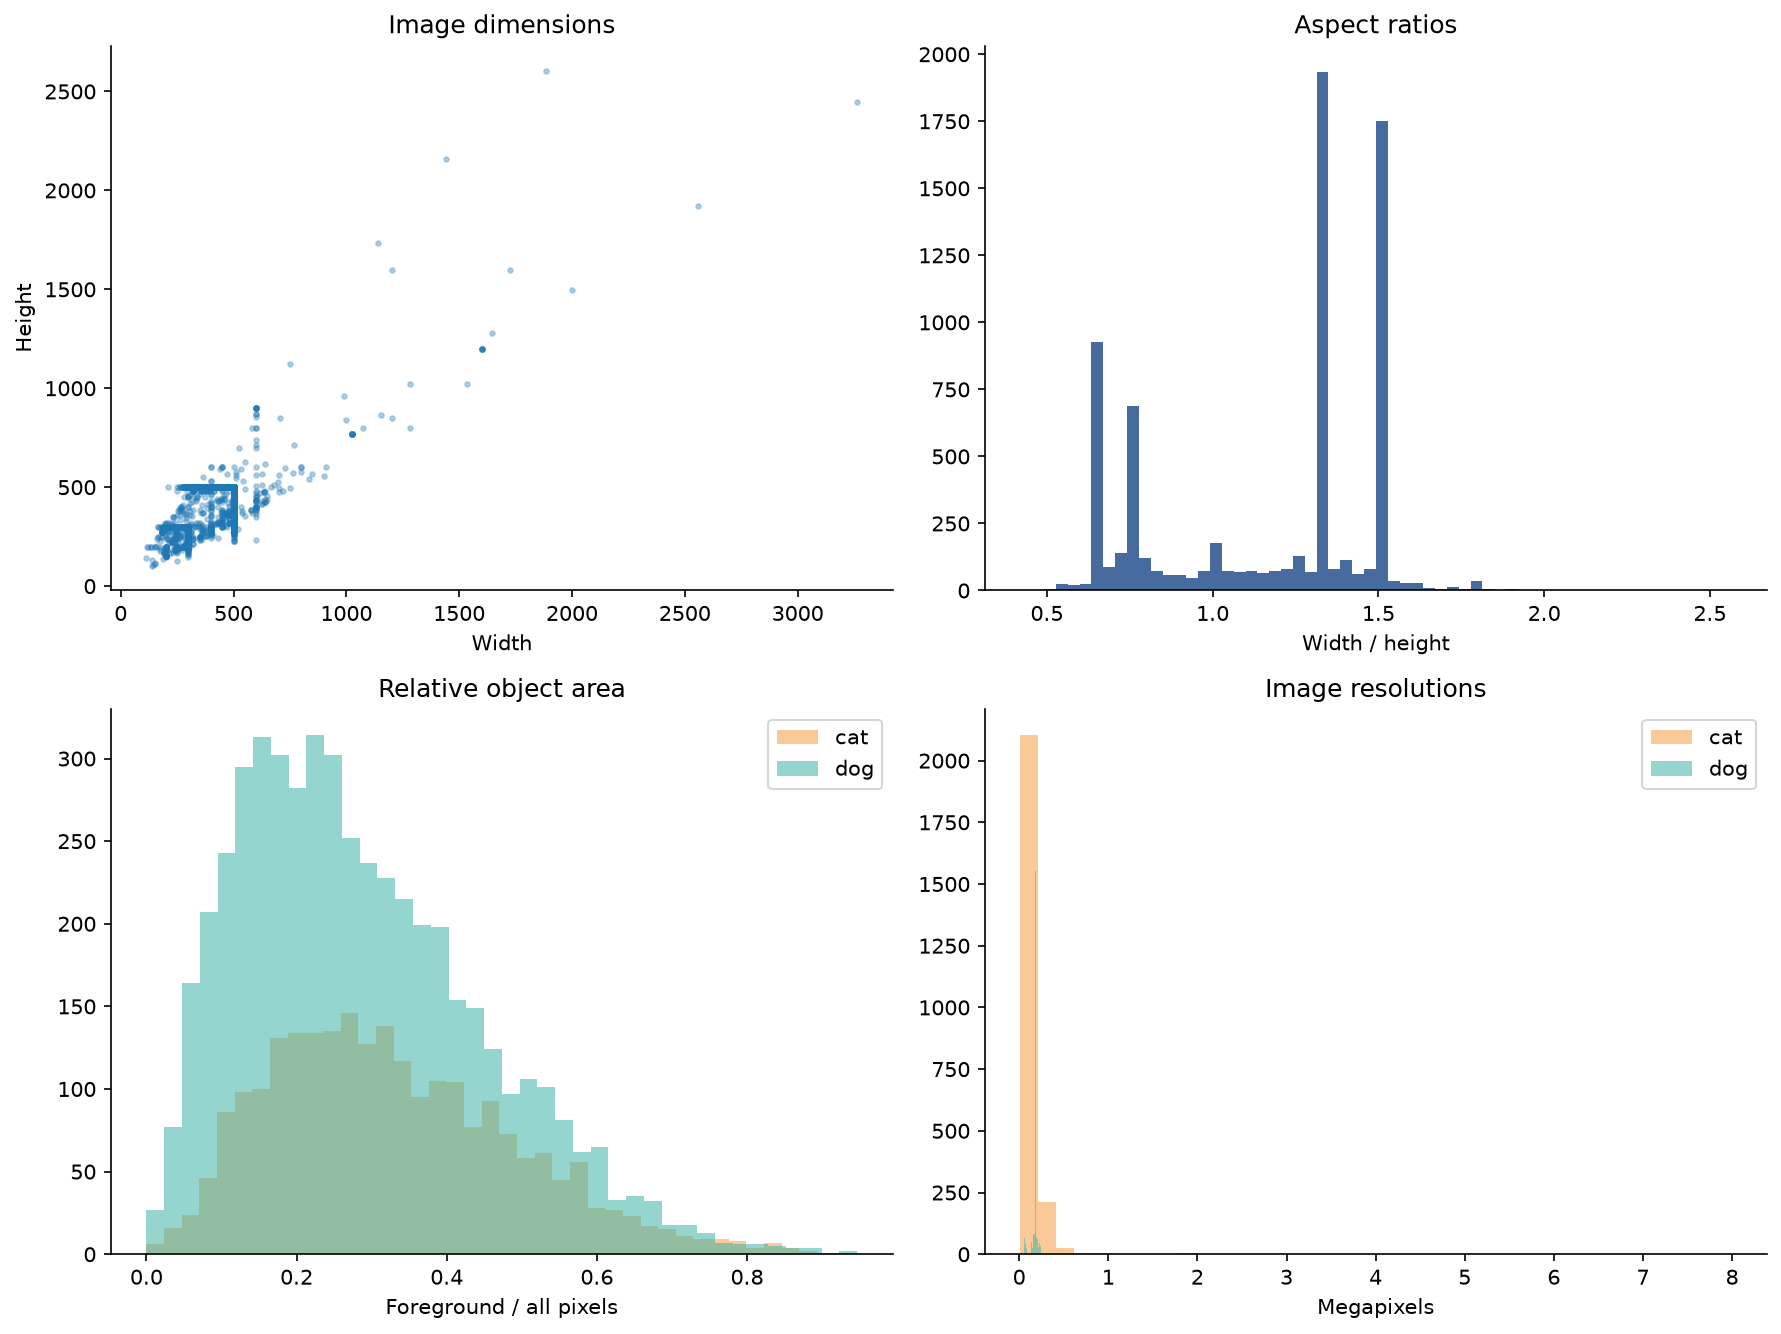 Image dimensions
Height
2500
2000
1500
1000
500
0
0 500 1000 1500 2000 2500 3000
Width
Aspect ratios
2000
1750
1500
1250
1000
750
500
250
0
0.5 1.0 1.5 2.0 2.5
Width / height
Relative object area
cat
dog
300
250
200
150
100
50
0
0.0 0.2 0.4 0.6 0.8
Foreground / all pixels
Image resolutions
cat
dog
2000
1750
1500
1250
1000
750
500
250
0
0 1 2 3 4 5 6 7 8
Megapixels